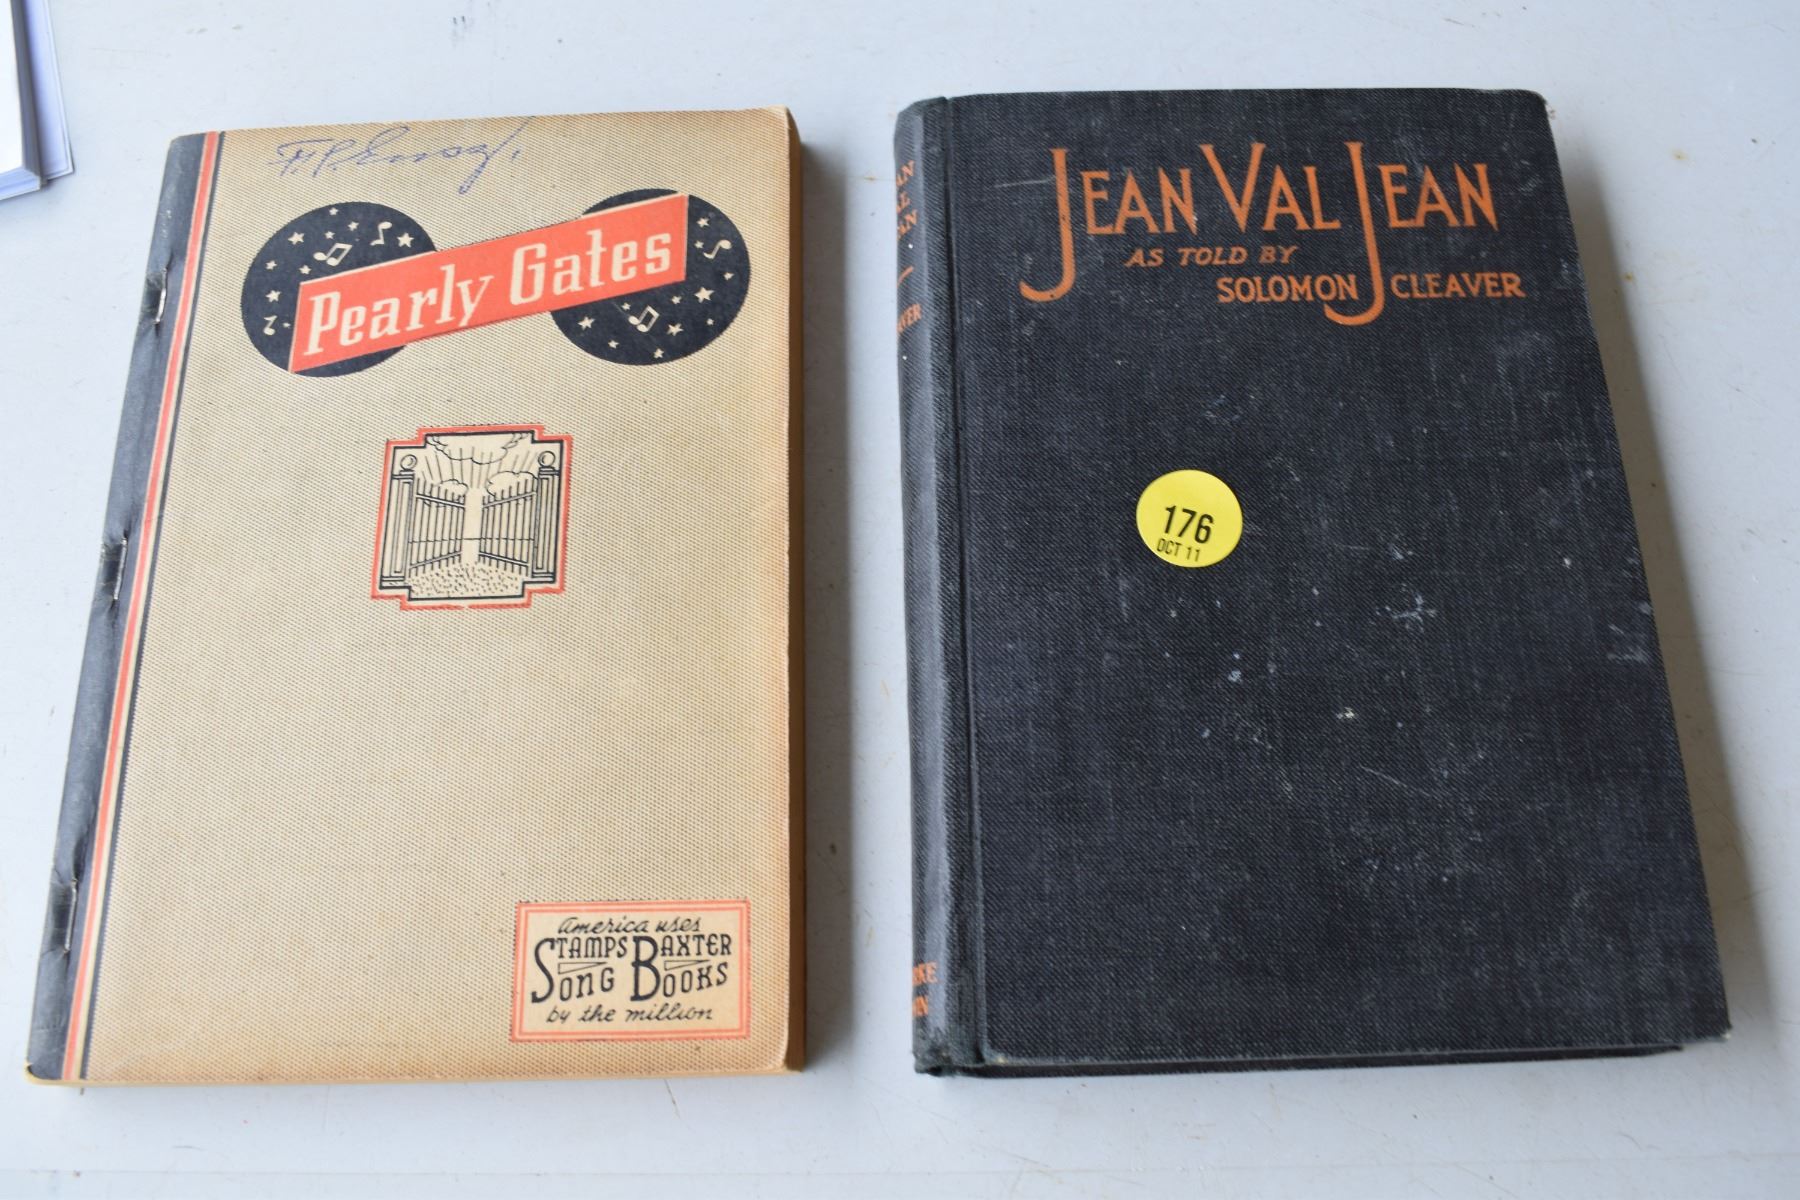 Pearly Gates
america uses
STAMPS BAXTER
SONG BOOKS
by the million
JEAN VAL JEAN
AS TOLD BY
SOLOMON CLEAVER
176
OCT 11